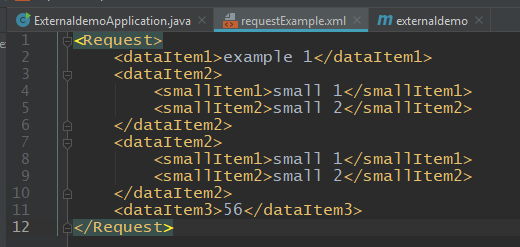 ExternaldemoApplication.java requestExample.xml m externaldemo
1 <Request>
2 <dataItem1>example 1</dataItem1>
3 <dataItem2>
4 <smallItem1>small 1</smallItem1>
5 <smallItem2>small 2</smallItem2>
6 </dataItem2>
7 <dataItem2>
8 <smallItem1>small 1</smallItem1>
9 <smallItem2>small 2</smallItem2>
10 </dataItem2>
11 <dataItem3>56</dataItem3>
12 </Request>